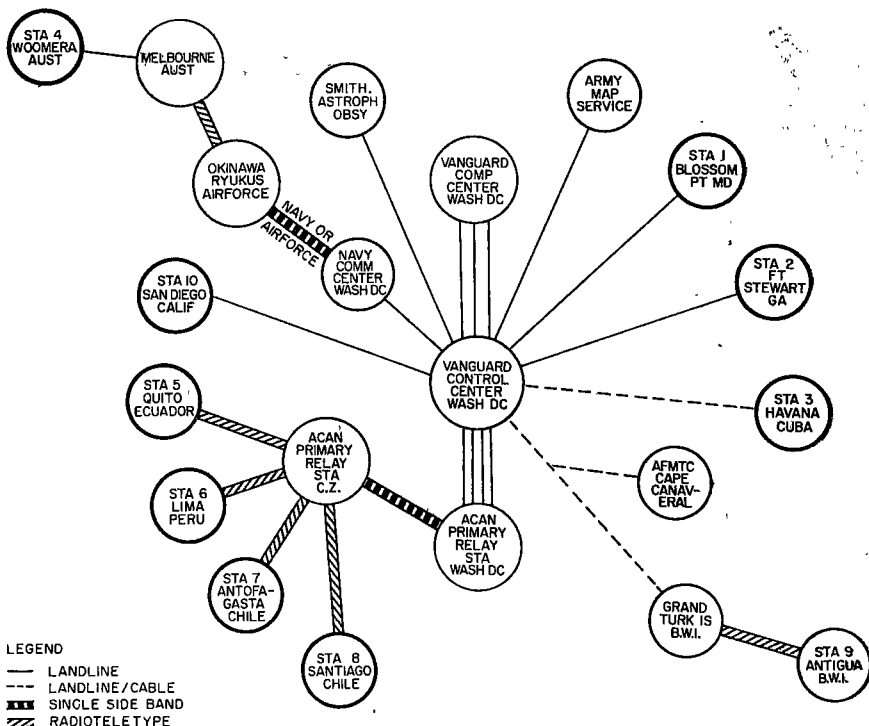 STA 4
WOOMERA
AUST
MELBOURNE
AUST
SMITH.
ASTROPH
OBSY
ARMY
MAP
SERVICE
VANGUARD
COMP
CENTER
WASH DC
STA 1
BLOSSOM
PT MD
OKINAWA
RYUKUS
AIRFORCE
NAVY OR
AIRFORCE
NAVY
COMM
CENTER
WASH DC
STA 10
SAN DIEGO
CALIF
STA 2
FT
STEWART
GA
VANGUARD
CONTROL
CENTER
WASH DC
STA 3
HAVANA
CUBA
STA 5
QUITO
ECUADOR
ACAN
PRIMARY
RELAY
STA
C.Z.
STA 6
LIMA
PERU
AFMTC
CAPE
CANAV-
ERAL
ACAN
PRIMARY
RELAY
STA
WASH DC
STA 7
ANTOFA-
GASTA
CHILE
GRAND
TURK IS
B.W.I.
STA 8
SANTIAGO
CHILE
STA 9
ANTIGUA
B.W.I.
LEGEND
LANDLINE
LANDLINE/CABLE
SINGLE SIDE BAND
RADIOTELETYPE